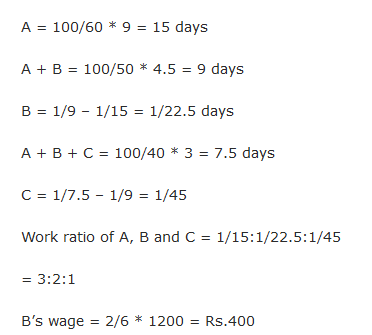 A = 100/60 * 9 = 15 days
A + B = 100/50 * 4.5 = 9 days
B = 1/9 – 1/15 = 1/22.5 days
A + B + C = 100/40 * 3 = 7.5 days
C = 1/7.5 – 1/9 = 1/45
Work ratio of A, B and C = 1/15:1/22.5:1/45
= 3:2:1
B’s wage = 2/6 * 1200 = Rs.400